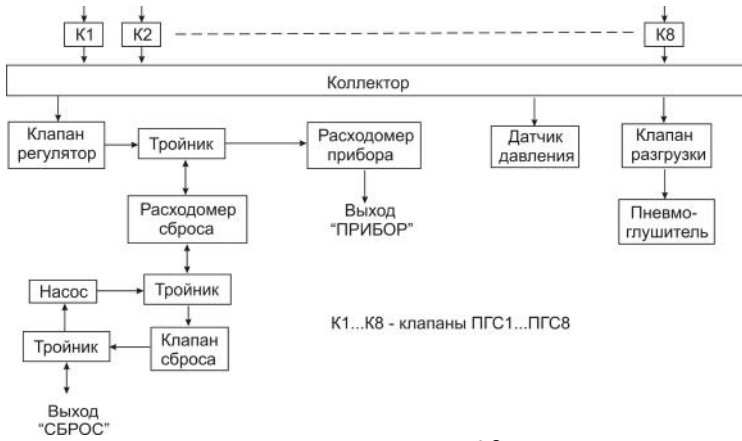 К1
К2
К8
Коллектор
Клапан
регулятор
Тройник
Расходомер
прибора
Датчик
давления
Клапан
разгрузки
Расходомер
сброса
Выход
"ПРИБОР"
Пневмо-
глушитель
Насос
Тройник
К1...К8 - клапаны ПГС1...ПГС8
Тройник
Клапан
сброса
Выход
"СБРОС"